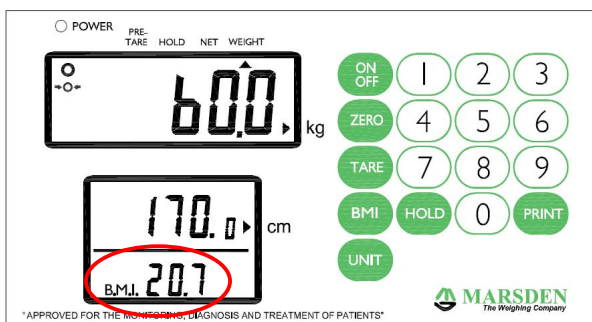 POWER
PRE-
TARE HOLD NET WEIGHT
60.0 kg
170.0 cm
B.M.I. 20.7
ON
OFF 1 2 3
ZERO 4 5 6
TARE 7 8 9
BMI HOLD 0 PRINT
UNIT
MARSDEN
The Weighing Company
"APPROVED FOR THE MONITORING, DIAGNOSIS AND TREATMENT OF PATIENTS"